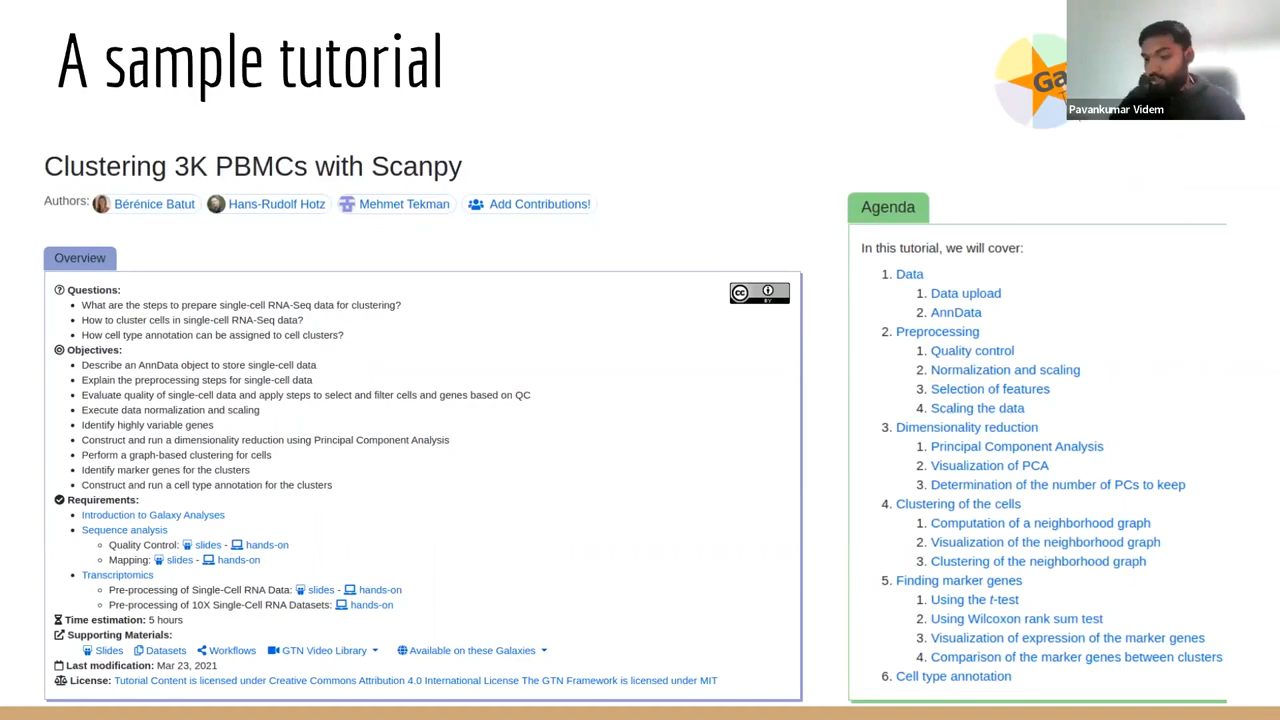 A sample tutorial
Ga
Pavankumar Videm
Clustering 3K PBMCs with Scanpy
Authors: Bérénice Batut Hans-Rudolf Hotz Mehmet Tekman Add Contributions!
Overview
CC BY
Questions:
What are the steps to prepare single-cell RNA-Seq data for clustering?
How to cluster cells in single-cell RNA-Seq data?
How cell type annotation can be assigned to cell clusters?
Objectives:
Describe an AnnData object to store single-cell data
Explain the preprocessing steps for single-cell data
Evaluate quality of single-cell data and apply steps to select and filter cells and genes based on QC
Execute data normalization and scaling
Identify highly variable genes
Construct and run a dimensionality reduction using Principal Component Analysis
Perform a graph-based clustering for cells
Identify marker genes for the clusters
Construct and run a cell type annotation for the clusters
Requirements:
Introduction to Galaxy Analyses
Sequence analysis
Quality Control: slides - hands-on
Mapping: slides - hands-on
Transcriptomics
Pre-processing of Single-Cell RNA Data: slides - hands-on
Pre-processing of 10X Single-Cell RNA Datasets: hands-on
Time estimation: 5 hours
Supporting Materials:
Slides Datasets Workflows GTN Video Library Available on these Galaxies
Last modification: Mar 23, 2021
License: Tutorial Content is licensed under Creative Commons Attribution 4.0 International License The GTN Framework is licensed under MIT
Agenda
In this tutorial, we will cover:
1. Data
1. Data upload
2. AnnData
2. Preprocessing
1. Quality control
2. Normalization and scaling
3. Selection of features
4. Scaling the data
3. Dimensionality reduction
1. Principal Component Analysis
2. Visualization of PCA
3. Determination of the number of PCs to keep
4. Clustering of the cells
1. Computation of a neighborhood graph
2. Visualization of the neighborhood graph
3. Clustering of the neighborhood graph
5. Finding marker genes
1. Using the t-test
2. Using Wilcoxon rank sum test
3. Visualization of expression of the marker genes
4. Comparison of the marker genes between clusters
6. Cell type annotation